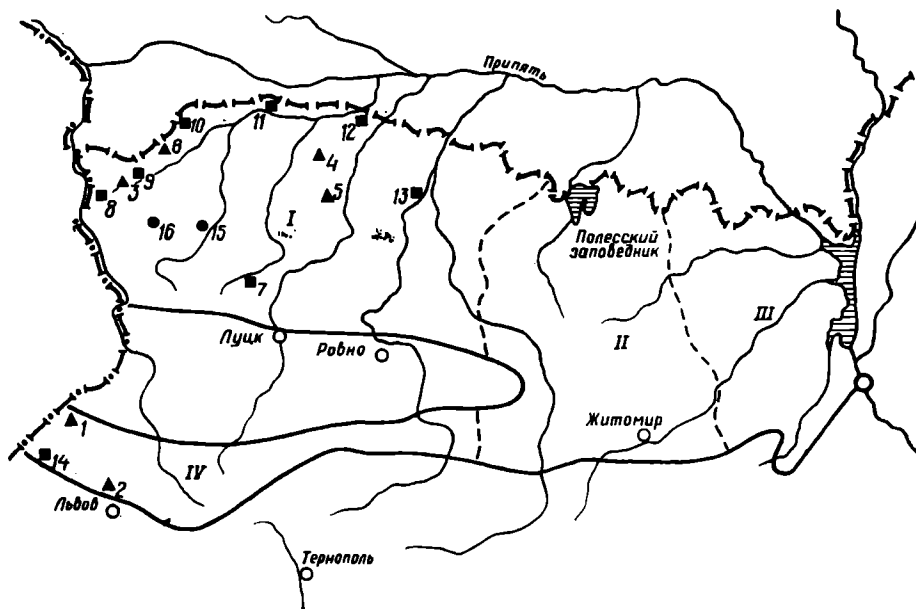 Припять
10
11
12
8
4
9
3
8
5
13
16
15
I
Полесский
заповедник
7
III
Луцк
Ровно
II
1
Житомир
14
IV
2
Львов
Тернополь